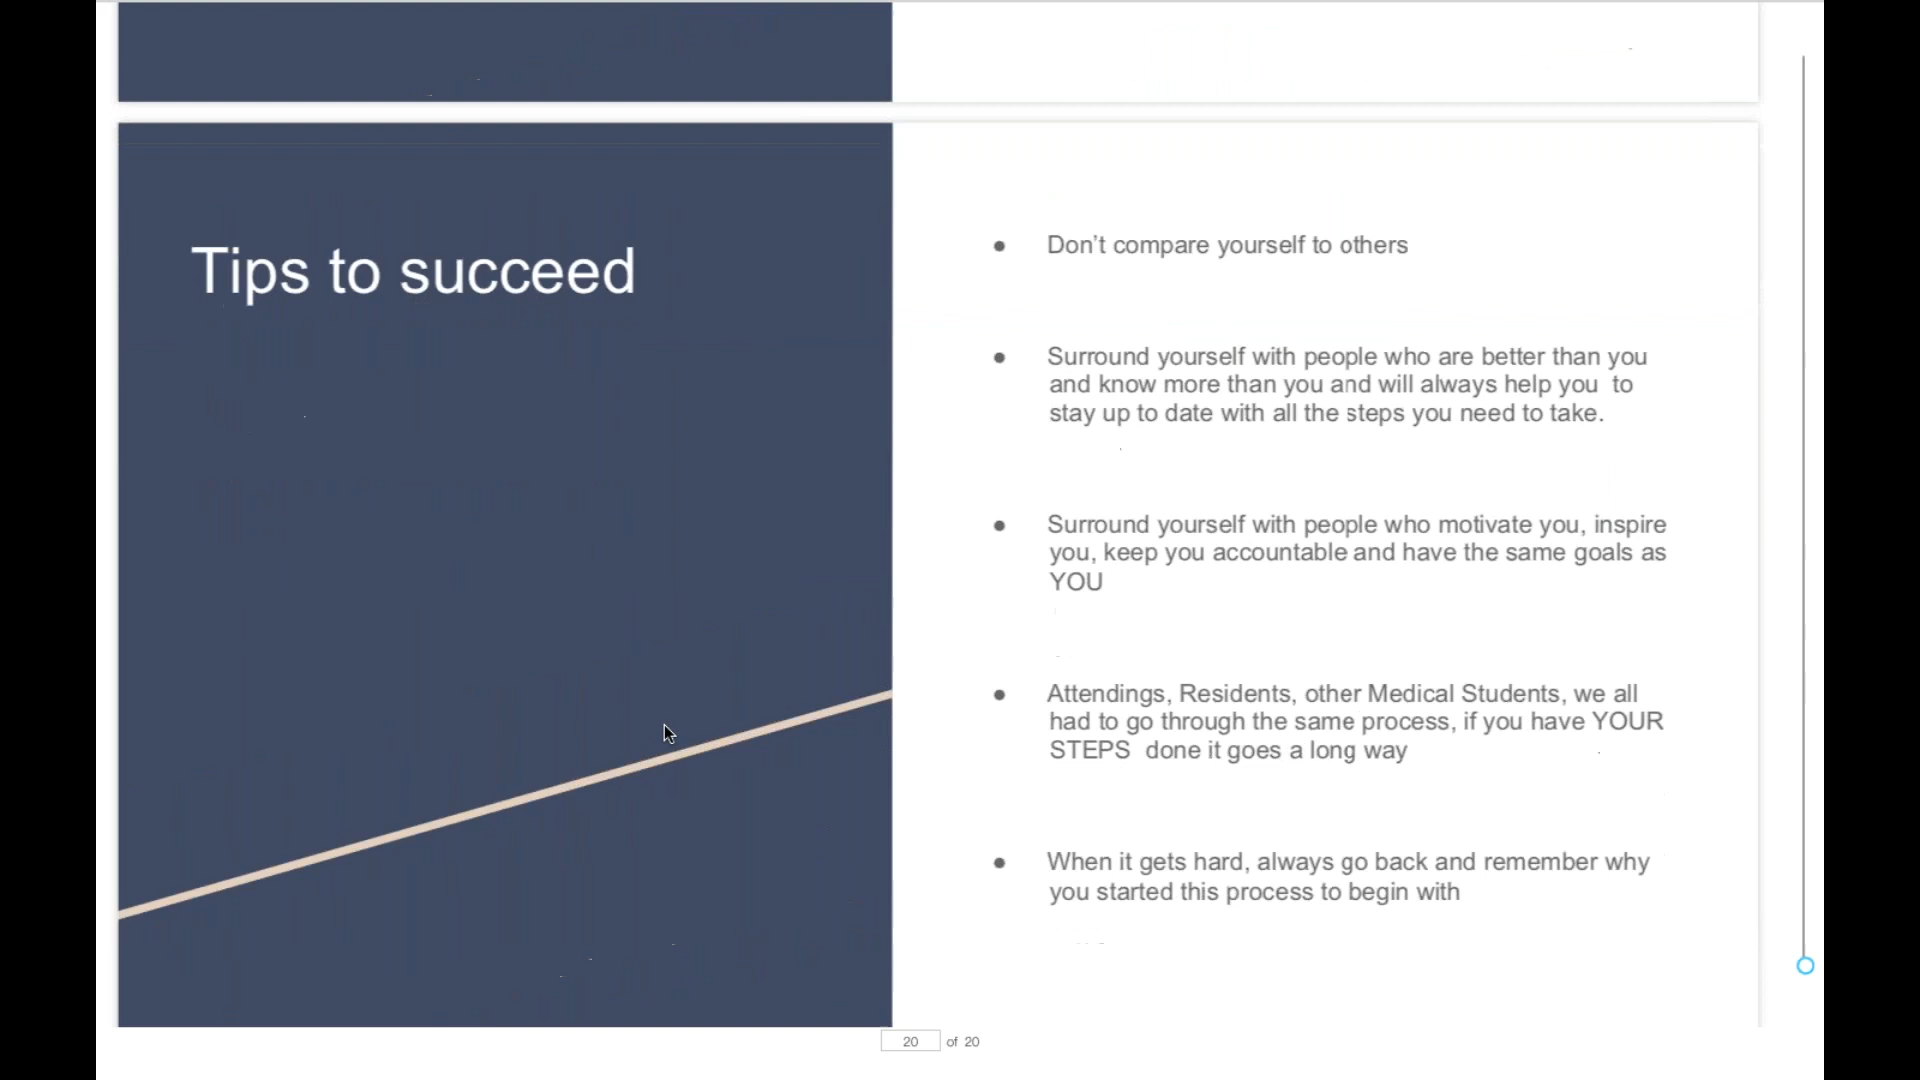 Tips to succeed
● Don’t compare yourself to others
● Surround yourself with people who are better than you
and know more than you and will always help you  to
stay up to date with all the steps you need to take.
● Surround yourself with people who motivate you, inspire
you, keep you accountable and have the same goals as
YOU
● Attendings, Residents, other Medical Students, we all
had to go through the same process, if you have YOUR
STEPS  done it goes a long way
● When it gets hard, always go back and remember why
you started this process to begin with
20 of 20